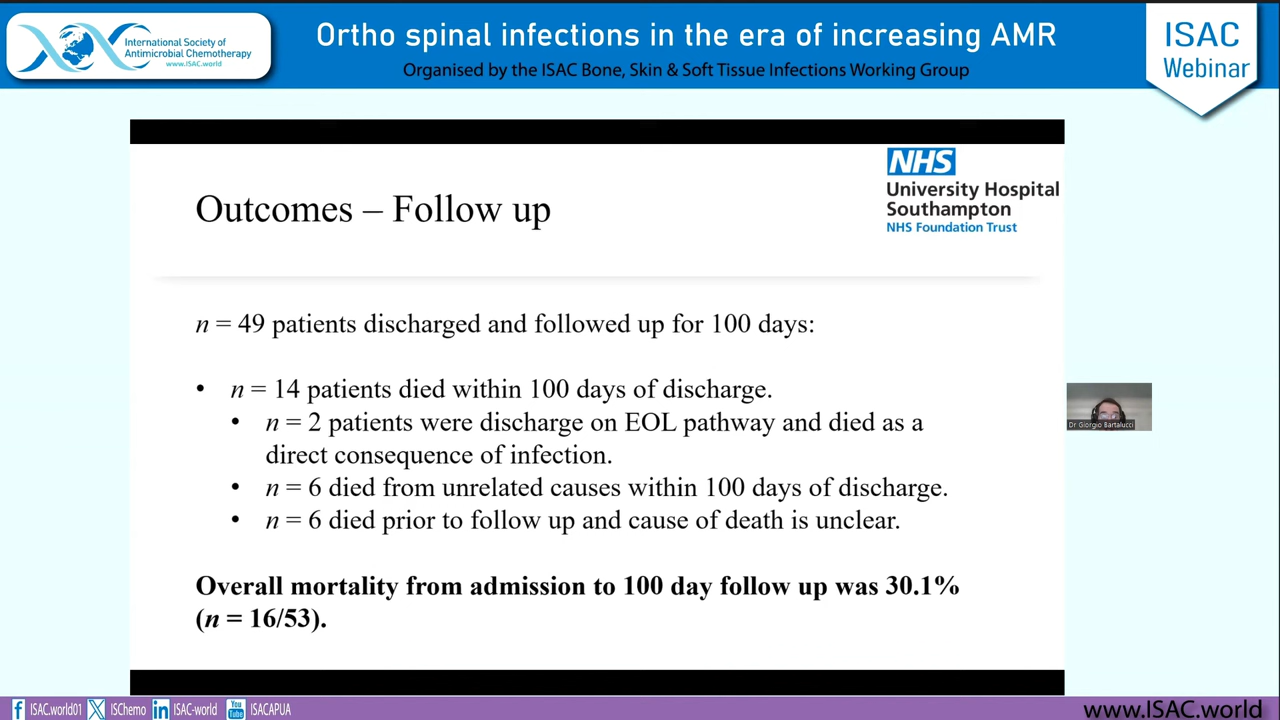 International Society of
Antimicrobial Chemotherapy
www.ISAC.world
Ortho spinal infections in the era of increasing AMR
Organised by the ISAC Bone, Skin & Soft Tissue Infections Working Group
ISAC
Webinar
NHS
University Hospital
Southampton
NHS Foundation Trust
Outcomes – Follow up
n = 49 patients discharged and followed up for 100 days:
• n = 14 patients died within 100 days of discharge.
• n = 2 patients were discharge on EOL pathway and died as a
direct consequence of infection.
• n = 6 died from unrelated causes within 100 days of discharge.
• n = 6 died prior to follow up and cause of death is unclear.
Overall mortality from admission to 100 day follow up was 30.1%
(n = 16/53).
Dr Giorgio Bartalucci
f ISAC.world01 X ISChemo in ISAC-world You Tube ISACAPUA
www.ISAC.world